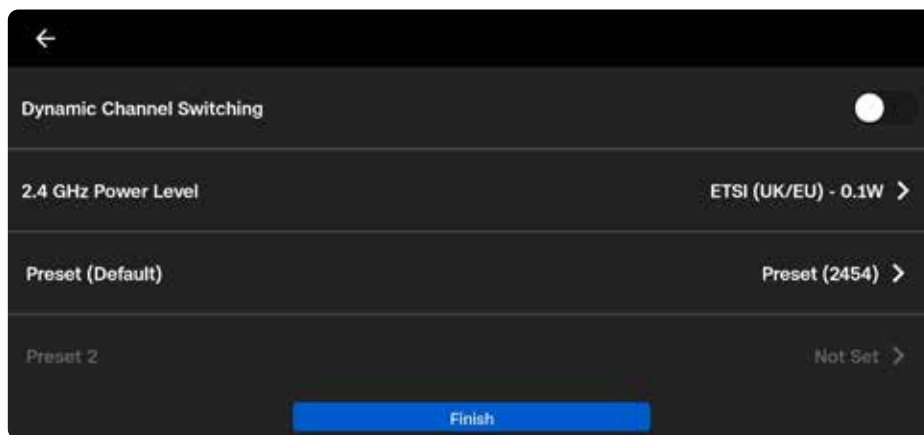 Dynamic Channel Switching
2.4 GHz Power Level ETSI (UK/EU) - 0.1W
Preset (Default) Preset (2454)
Preset 2 Not Set
Finish